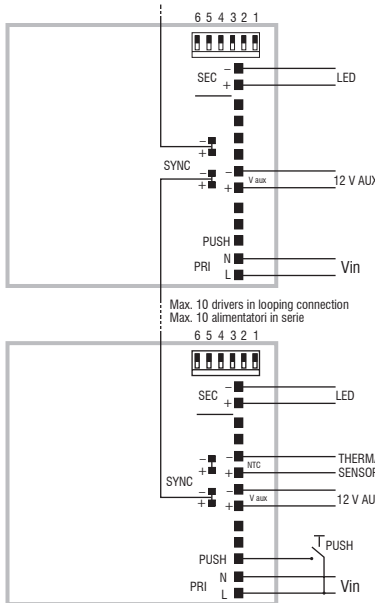 6 5 4 3 2 1
SEC
-
+
LED
-
+
SYNC
-
+
-
+
V aux
12 V AUX
PUSH
PRI
N
L
Vin
Max. 10 drivers in looping connection
Max. 10 alimentatori in serie
6 5 4 3 2 1
SEC
-
+
LED
-
+
SYNC
-
+
-
+
NTC
THERMA
SENSOR
-
+
V aux
12 V AU
PUSH
PUSH
PRI
N
L
Vin